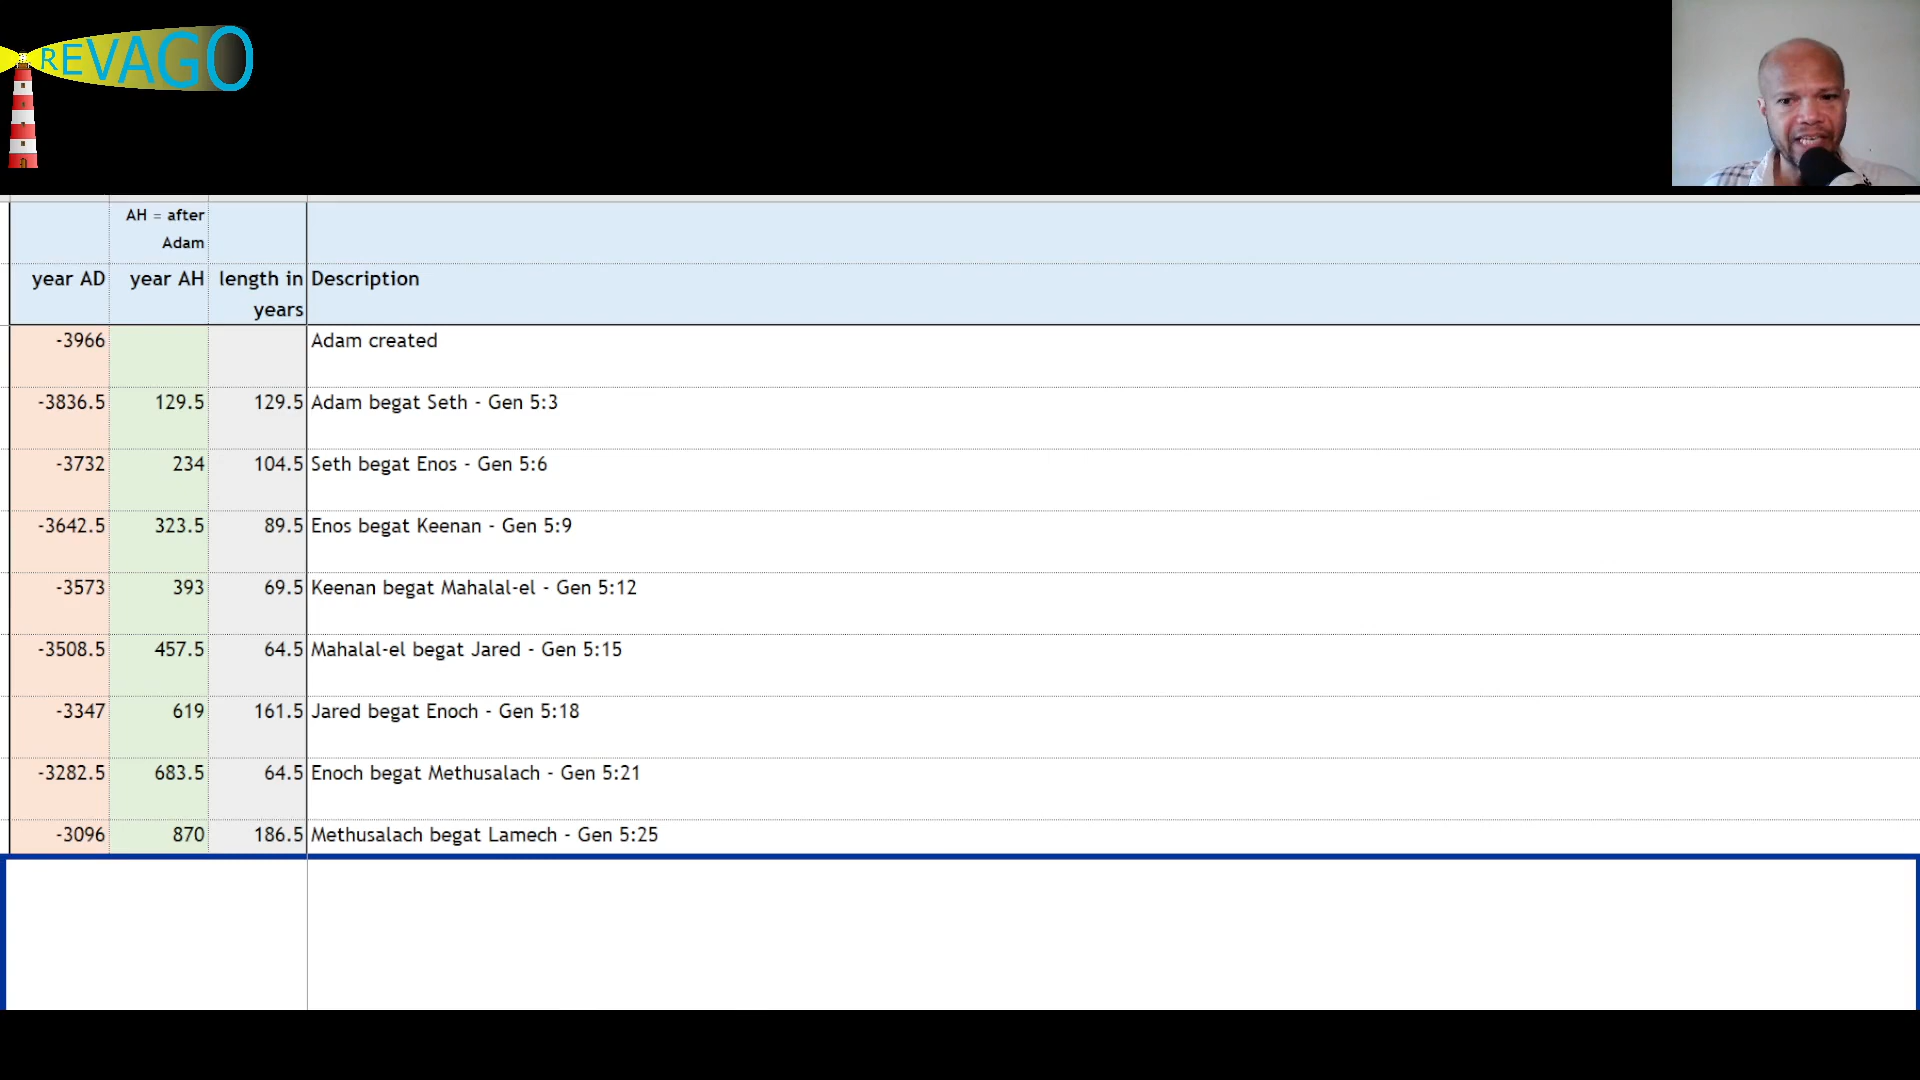 REVAGO
AH = after
Adam
year AD year AH length in Description
years
-3966 Adam created
-3836.5 129.5 129.5 Adam begat Seth - Gen 5:3
-3732 234 104.5 Seth begat Enos - Gen 5:6
-3642.5 323.5 89.5 Enos begat Keenan - Gen 5:9
-3573 393 69.5 Keenan begat Mahalal-el - Gen 5:12
-3508.5 457.5 64.5 Mahalal-el begat Jared - Gen 5:15
-3347 619 161.5 Jared begat Enoch - Gen 5:18
-3282.5 683.5 64.5 Enoch begat Methusalach - Gen 5:21
-3096 870 186.5 Methusalach begat Lamech - Gen 5:25